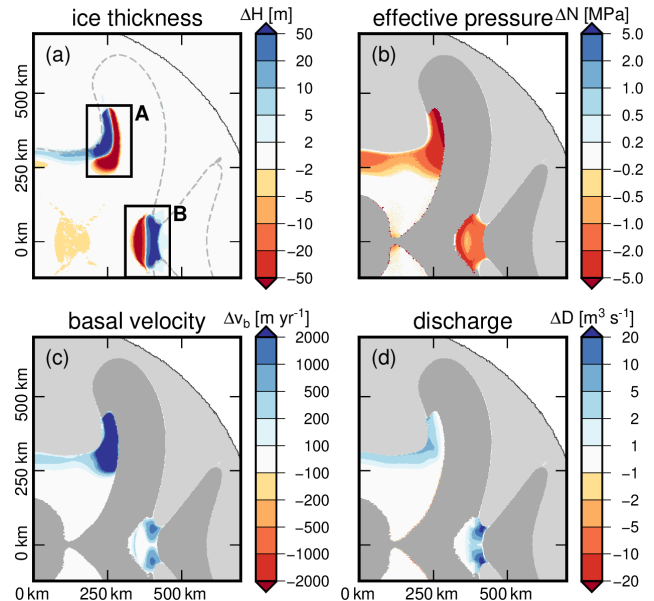 ice thickness
ΔH [m]
effective pressure
ΔN [MPa]
(a)
A
B
500 km
250 km
0 km
50
20
10
5
2
−2
−5
−10
−20
−50
(b)
5.0
2.0
1.0
0.5
0.2
−0.2
−0.5
−1.0
−2.0
−5.0
basal velocity
Δv_b [m yr⁻¹]
discharge
ΔD [m³ s⁻¹]
(c)
500 km
250 km
0 km
2000
1000
500
200
100
−100
−200
−500
−1000
−2000
(d)
20
10
5
2
1
−1
−2
−5
−10
−20
0 km 250 km 500 km
0 km 250 km 500 km